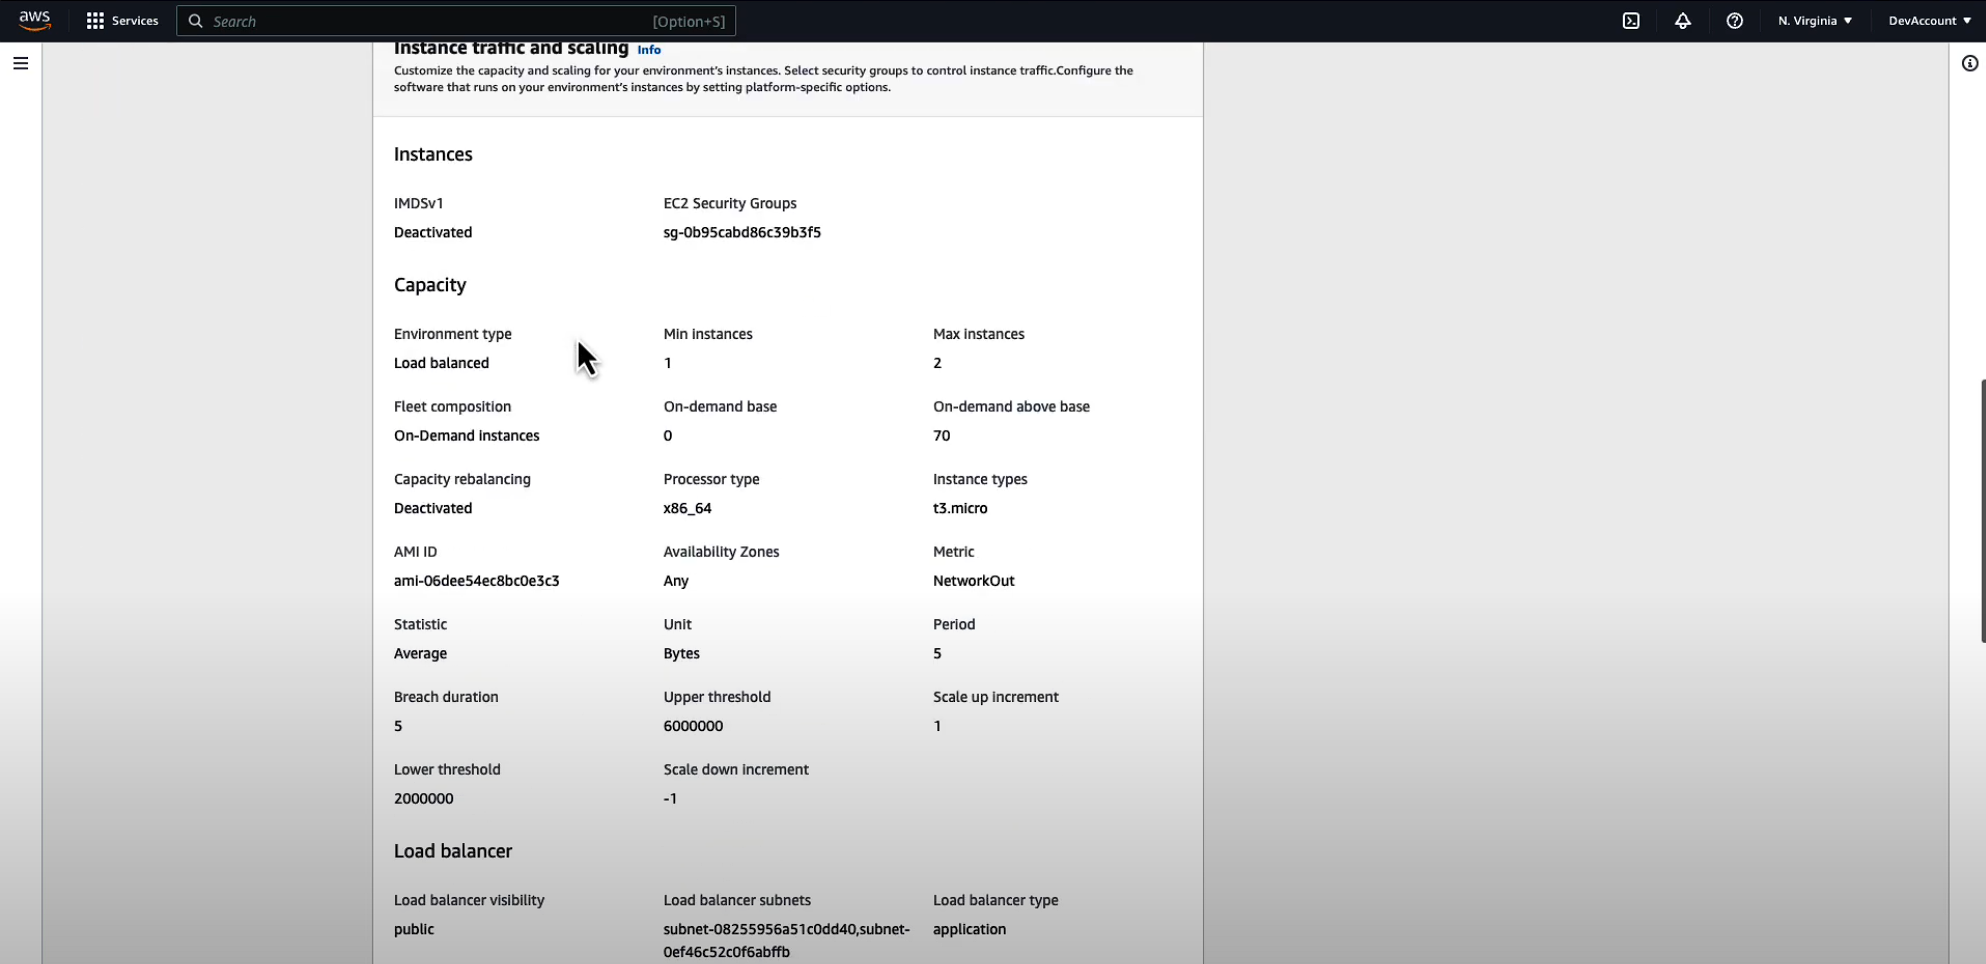 aws Services Search [Option+S] N. Virginia DevAccount
Instance traffic and scaling Info
Customize the capacity and scaling for your environment's instances. Select security groups to control instance traffic.Configure the
software that runs on your environment's instances by setting platform-specific options.
Instances
IMDSv1 EC2 Security Groups
Deactivated sg-0b95cabd86c39b3f5
Capacity
Environment type Min instances Max instances
Load balanced 1 2
Fleet composition On-demand base On-demand above base
On-Demand instances 0 70
Capacity rebalancing Processor type Instance types
Deactivated x86_64 t3.micro
AMI ID Availability Zones Metric
ami-06dee54ec8bc0e3c3 Any NetworkOut
Statistic Unit Period
Average Bytes 5
Breach duration Upper threshold Scale up increment
5 6000000 1
Lower threshold Scale down increment
2000000 -1
Load balancer
Load balancer visibility Load balancer subnets Load balancer type
public subnet-08255956a51c0dd40,subnet- application
0ef46c52c0f6abffb